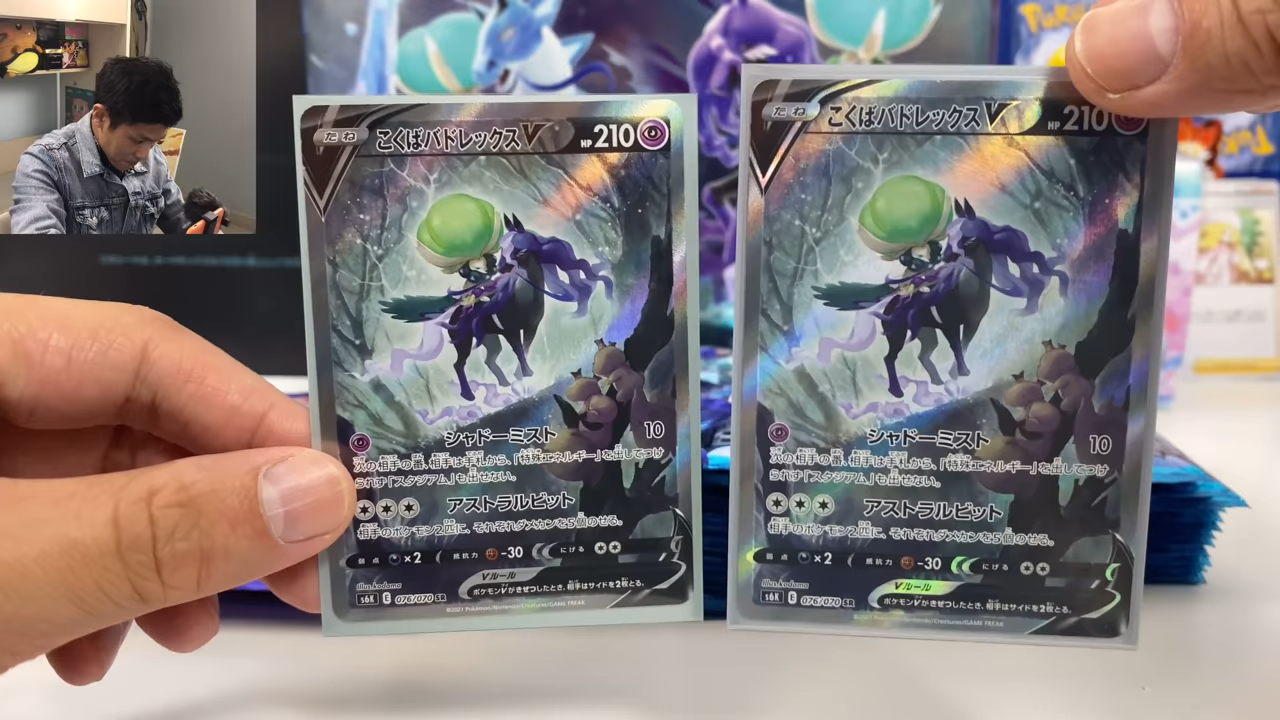 たね こくばバドレックスV HP 210
シャドーミスト 10
次の相手の番、相手は手札から、「特殊エネルギー」を出してつけ
られず「スタジアム」も出せない。
アストラルビット
相手のポケモン2匹に、それぞれダメカンを5個のせる。
弱点 ×2 抵抗力 -30 にげる
Vルール
ポケモンVがきぜつしたとき、相手はサイドを2枚とる。
Illus. kodama
s6K E 076/070 SR
©2021 Pokémon/Nintendo/Creatures/GAME FREAK
たね こくばバドレックスV HP 210
シャドーミスト 10
次の相手の番、相手は手札から、「特殊エネルギー」を出してつけ
られず「スタジアム」も出せない。
アストラルビット
相手のポケモン2匹に、それぞれダメカンを5個のせる。
弱点 ×2 抵抗力 -30 にげる
Vルール
ポケモンVがきぜつしたとき、相手はサイドを2枚とる。
Illus. kodama
s6K E 076/070 SR
©2021 Pokémon/Nintendo/Creatures/GAME FREAK